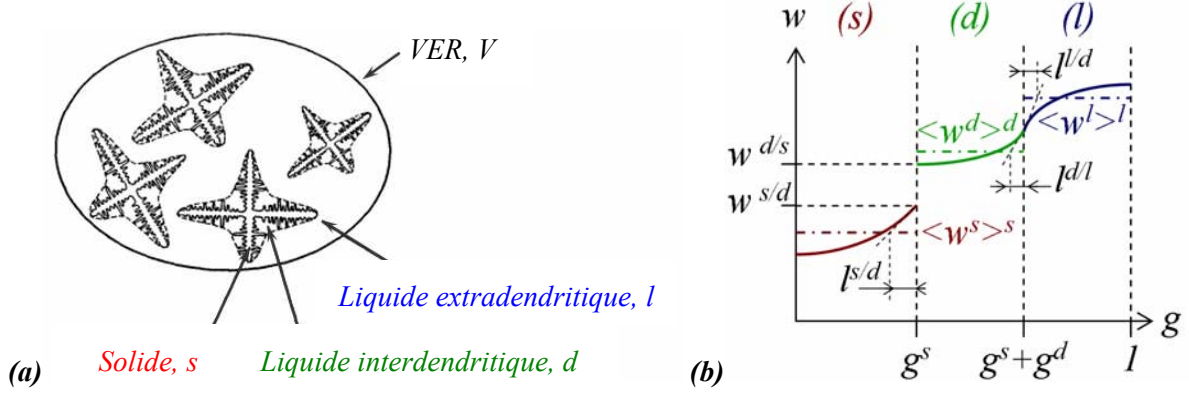 VER, V
Liquide extradendritique, l
(a) Solide, s Liquide interdendritique, d
w (s) (d) (l)
l^{l/d}
<w^d>^d <w^l>^l
w^{d/s}
l^{d/l}
w^{s/d}
<w^s>^s
l^{s/d}
g
(b) g^s g^s+g^d 1